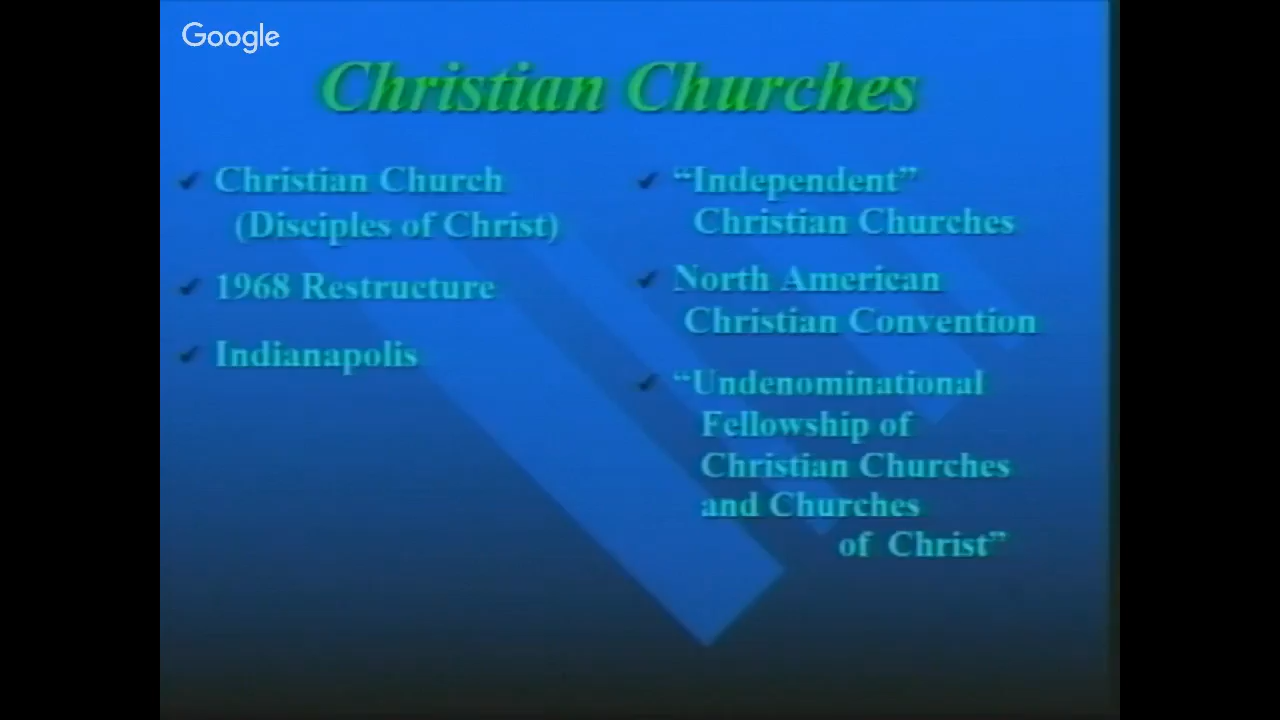 Google
Christian Churches
✔ Christian Church
(Disciples of Christ)
✔ 1968 Restructure
✔ Indianapolis
✔ “Independent”
Christian Churches
✔ North American
Christian Convention
✔ “Undenominational
Fellowship of
Christian Churches
and Churches
of Christ”